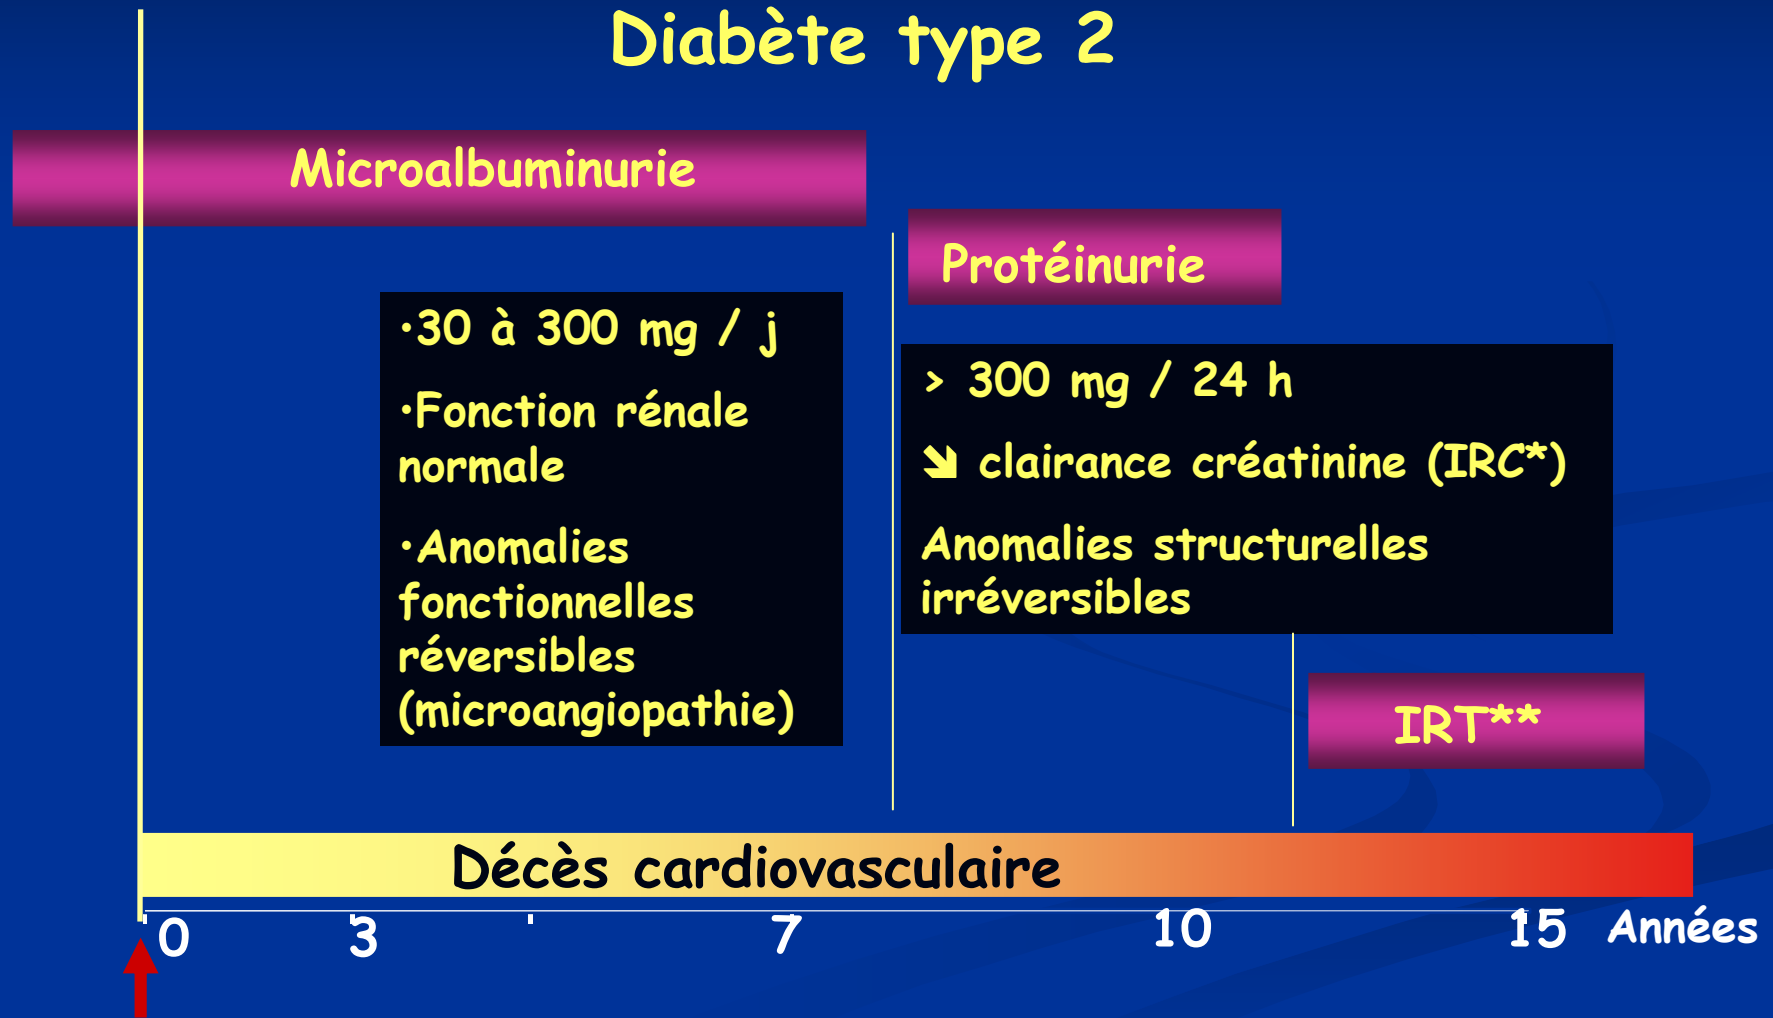 Diabète type 2
Microalbuminurie
Protéinurie
•30 à 300 mg / j
•Fonction rénale
normale
•Anomalies
fonctionnelles
réversibles
(microangiopathie)
> 300 mg / 24 h
🡮 clairance créatinine (IRC*)
Anomalies structurelles
irréversibles
IRT**
Décès cardiovasculaire
0 3 7 10 15 Années